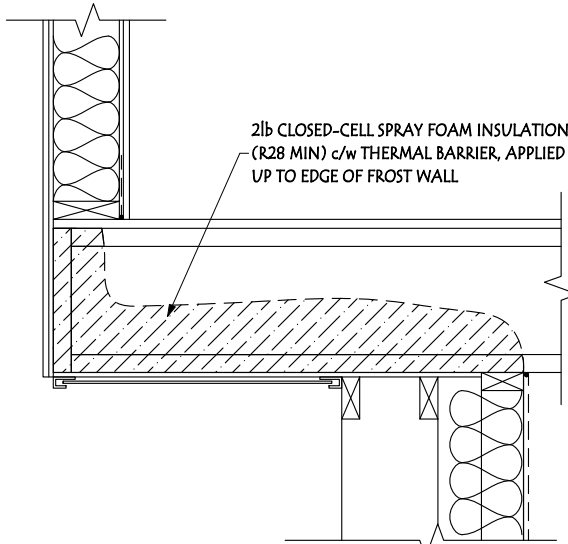 2lb CLOSED-CELL SPRAY FOAM INSULATION
(R28 MIN) c/w THERMAL BARRIER, APPLIED
UP TO EDGE OF FROST WALL